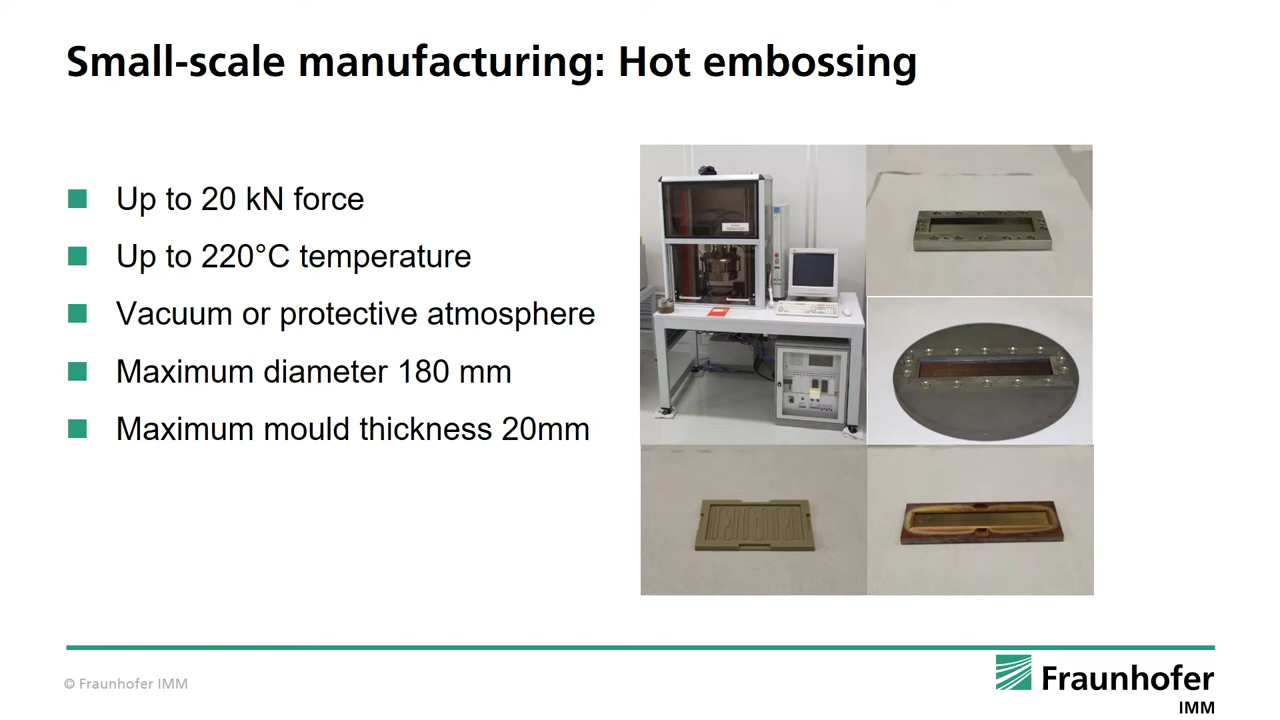 Small-scale manufacturing: Hot embossing
Up to 20 kN force
Up to 220°C temperature
Vacuum or protective atmosphere
Maximum diameter 180 mm
Maximum mould thickness 20mm
© Fraunhofer IMM
Fraunhofer
IMM